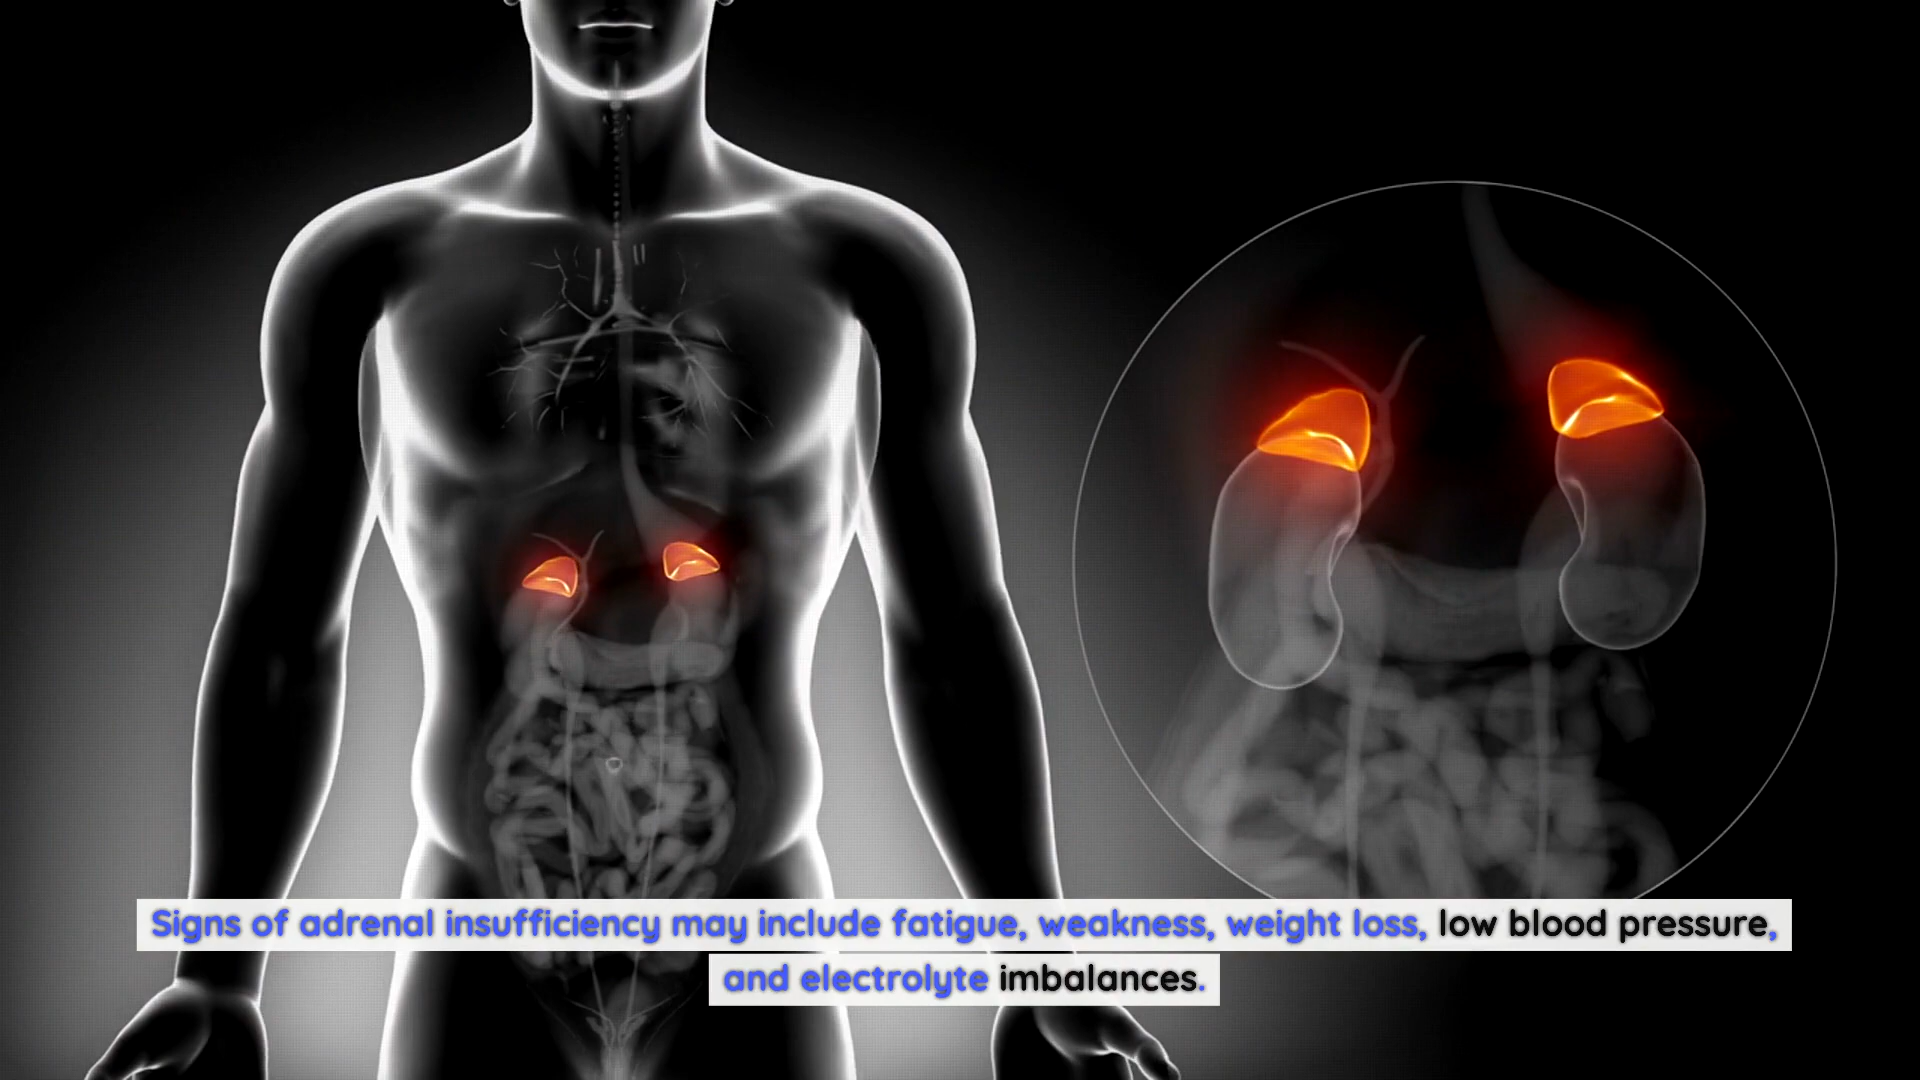 Signs of adrenal insufficiency may include fatigue, weakness, weight loss, low blood pressure,
and electrolyte imbalances.